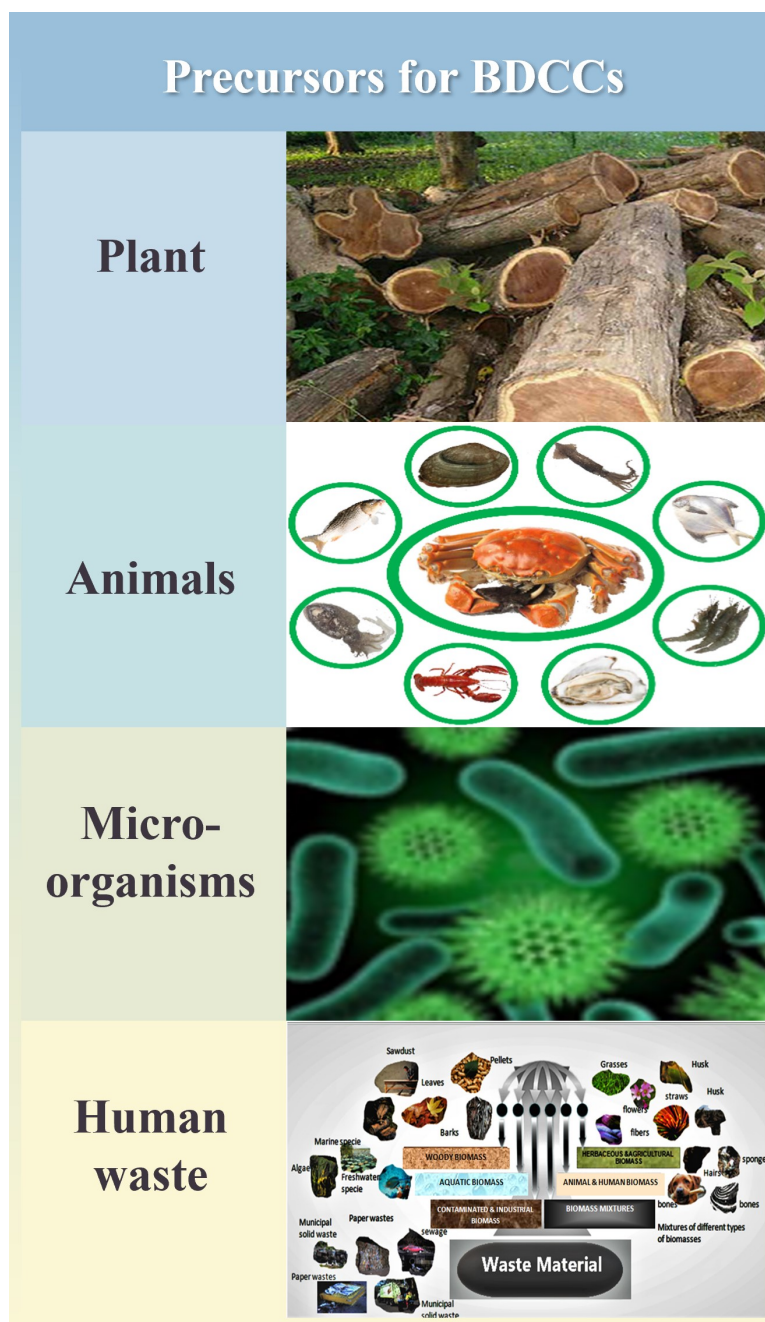 Precursors for BDCCs
Plant
Animals
Micro-
organisms
Human
waste
Sawdust
Pellets
Leaves
Barks
Grasses
Husk
straws
Husk
flowers
fibers
Marine specie
Algae
Freshwater
specie
WOODY BIOMASS
HERBACEOUS &AGRICULTURAL
BIOMASS
sponge
Hairs
AQUATIC BIOMASS
ANIMAL & HUMAN BIOMASS
bones
bones
CONTAMINATED & INDUSTRIAL
BIOMASS
BIOMASS MIXTURES
Mixtures of different types
of biomasses
Municipal
solid waste
Paper wastes
sewage
Paper wastes
Municipal
solid waste
Waste Material